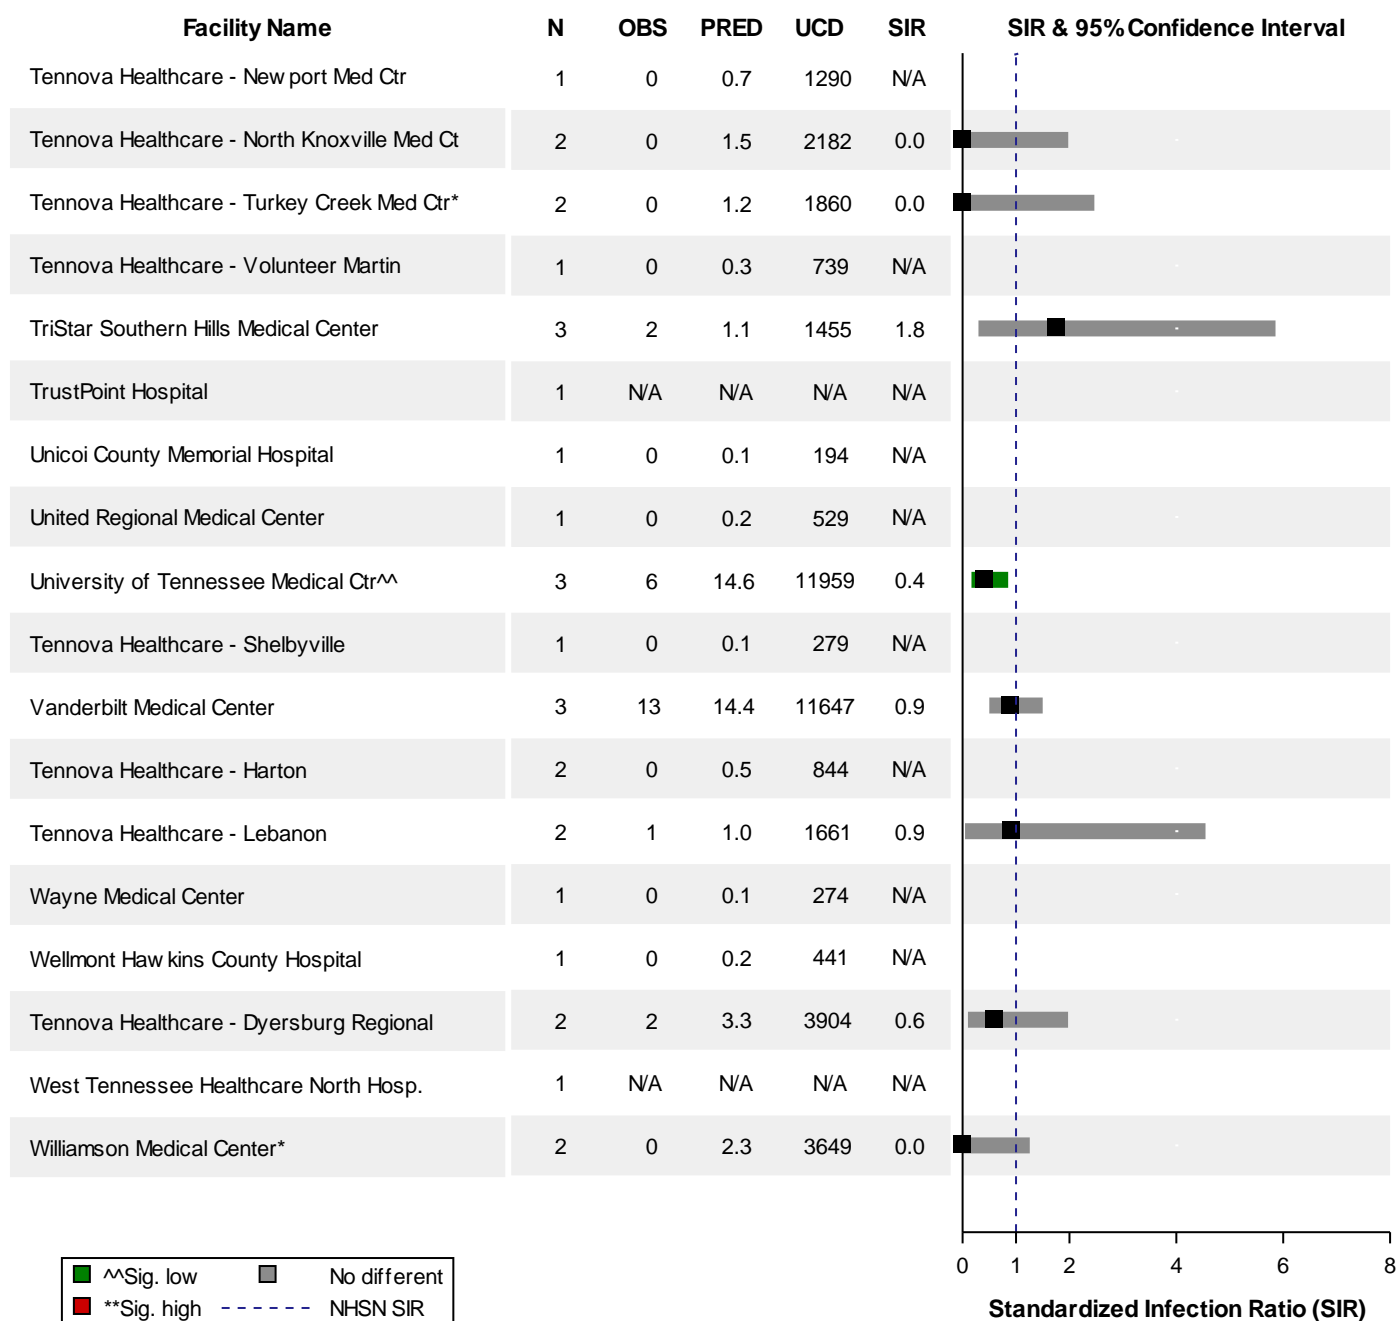 Facility Name N OBS PRED UCD SIR SIR & 95% Confidence Interval
Tennova Healthcare - Newport Med Ctr 1 0 0.7 1290 N/A
Tennova Healthcare - North Knoxville Med Ct 2 0 1.5 2182 0.0
Tennova Healthcare - Turkey Creek Med Ctr* 2 0 1.2 1860 0.0
Tennova Healthcare - Volunteer Martin 1 0 0.3 739 N/A
TriStar Southern Hills Medical Center 3 2 1.1 1455 1.8
TrustPoint Hospital 1 N/A N/A N/A N/A
Unicoi County Memorial Hospital 1 0 0.1 194 N/A
United Regional Medical Center 1 0 0.2 529 N/A
University of Tennessee Medical Ctr^^ 3 6 14.6 11959 0.4
Tennova Healthcare - Shelbyville 1 0 0.1 279 N/A
Vanderbilt Medical Center 3 13 14.4 11647 0.9
Tennova Healthcare - Harton 2 0 0.5 844 N/A
Tennova Healthcare - Lebanon 2 1 1.0 1661 0.9
Wayne Medical Center 1 0 0.1 274 N/A
Wellmont Hawkins County Hospital 1 0 0.2 441 N/A
Tennova Healthcare - Dyersburg Regional 2 2 3.3 3904 0.6
West Tennessee Healthcare North Hosp. 1 N/A N/A N/A N/A
Williamson Medical Center* 2 0 2.3 3649 0.0
0 1 2 4 6 8
Standardized Infection Ratio (SIR)
^^Sig. low No different
**Sig. high NHSN SIR